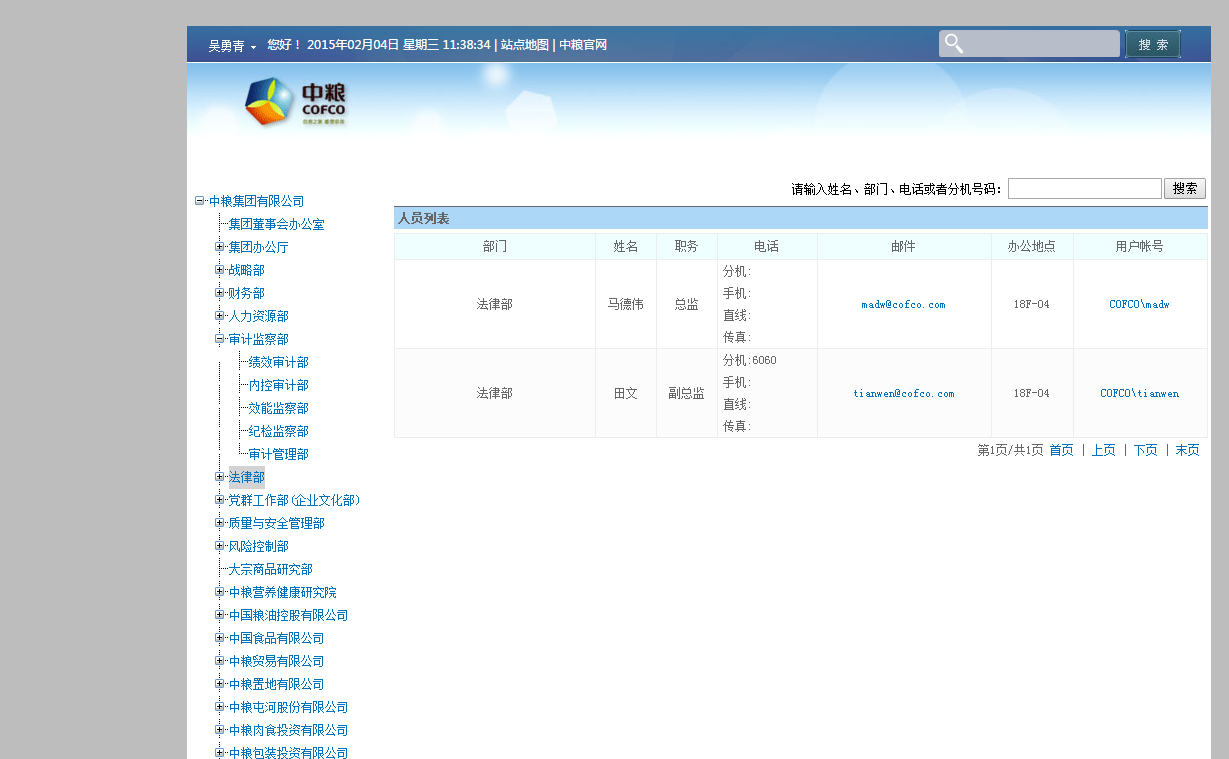 吴勇青 您好！ 2015年02月04日 星期三 11:38:34 | 站点地图 | 中粮官网
搜 索
中粮
COFCO
请输入姓名、部门、电话或者分机号码： 搜索
中粮集团有限公司
集团董事会办公室
集团办公厅
战略部
财务部
人力资源部
审计监察部
绩效审计部
内控审计部
效能监察部
纪检监察部
审计管理部
法律部
党群工作部(企业文化部)
质量与安全管理部
风险控制部
大宗商品研究部
中粮营养健康研究院
中国粮油控股有限公司
中国食品有限公司
中粮贸易有限公司
中粮置地有限公司
中粮屯河股份有限公司
中粮肉食投资有限公司
中粮包装投资有限公司
人员列表
部门 姓名 职务 电话 邮件 办公地点 用户帐号
分机:
手机:
法律部 马德伟 总监 madw@cofco.com 18F-04 COFCO\madw
直线:
传真:
分机:6060
手机:
法律部 田文 副总监 tianwen@cofco.com 18F-04 COFCO\tianwen
直线:
传真:
第1页/共1页 首页 | 上页 | 下页 | 末页